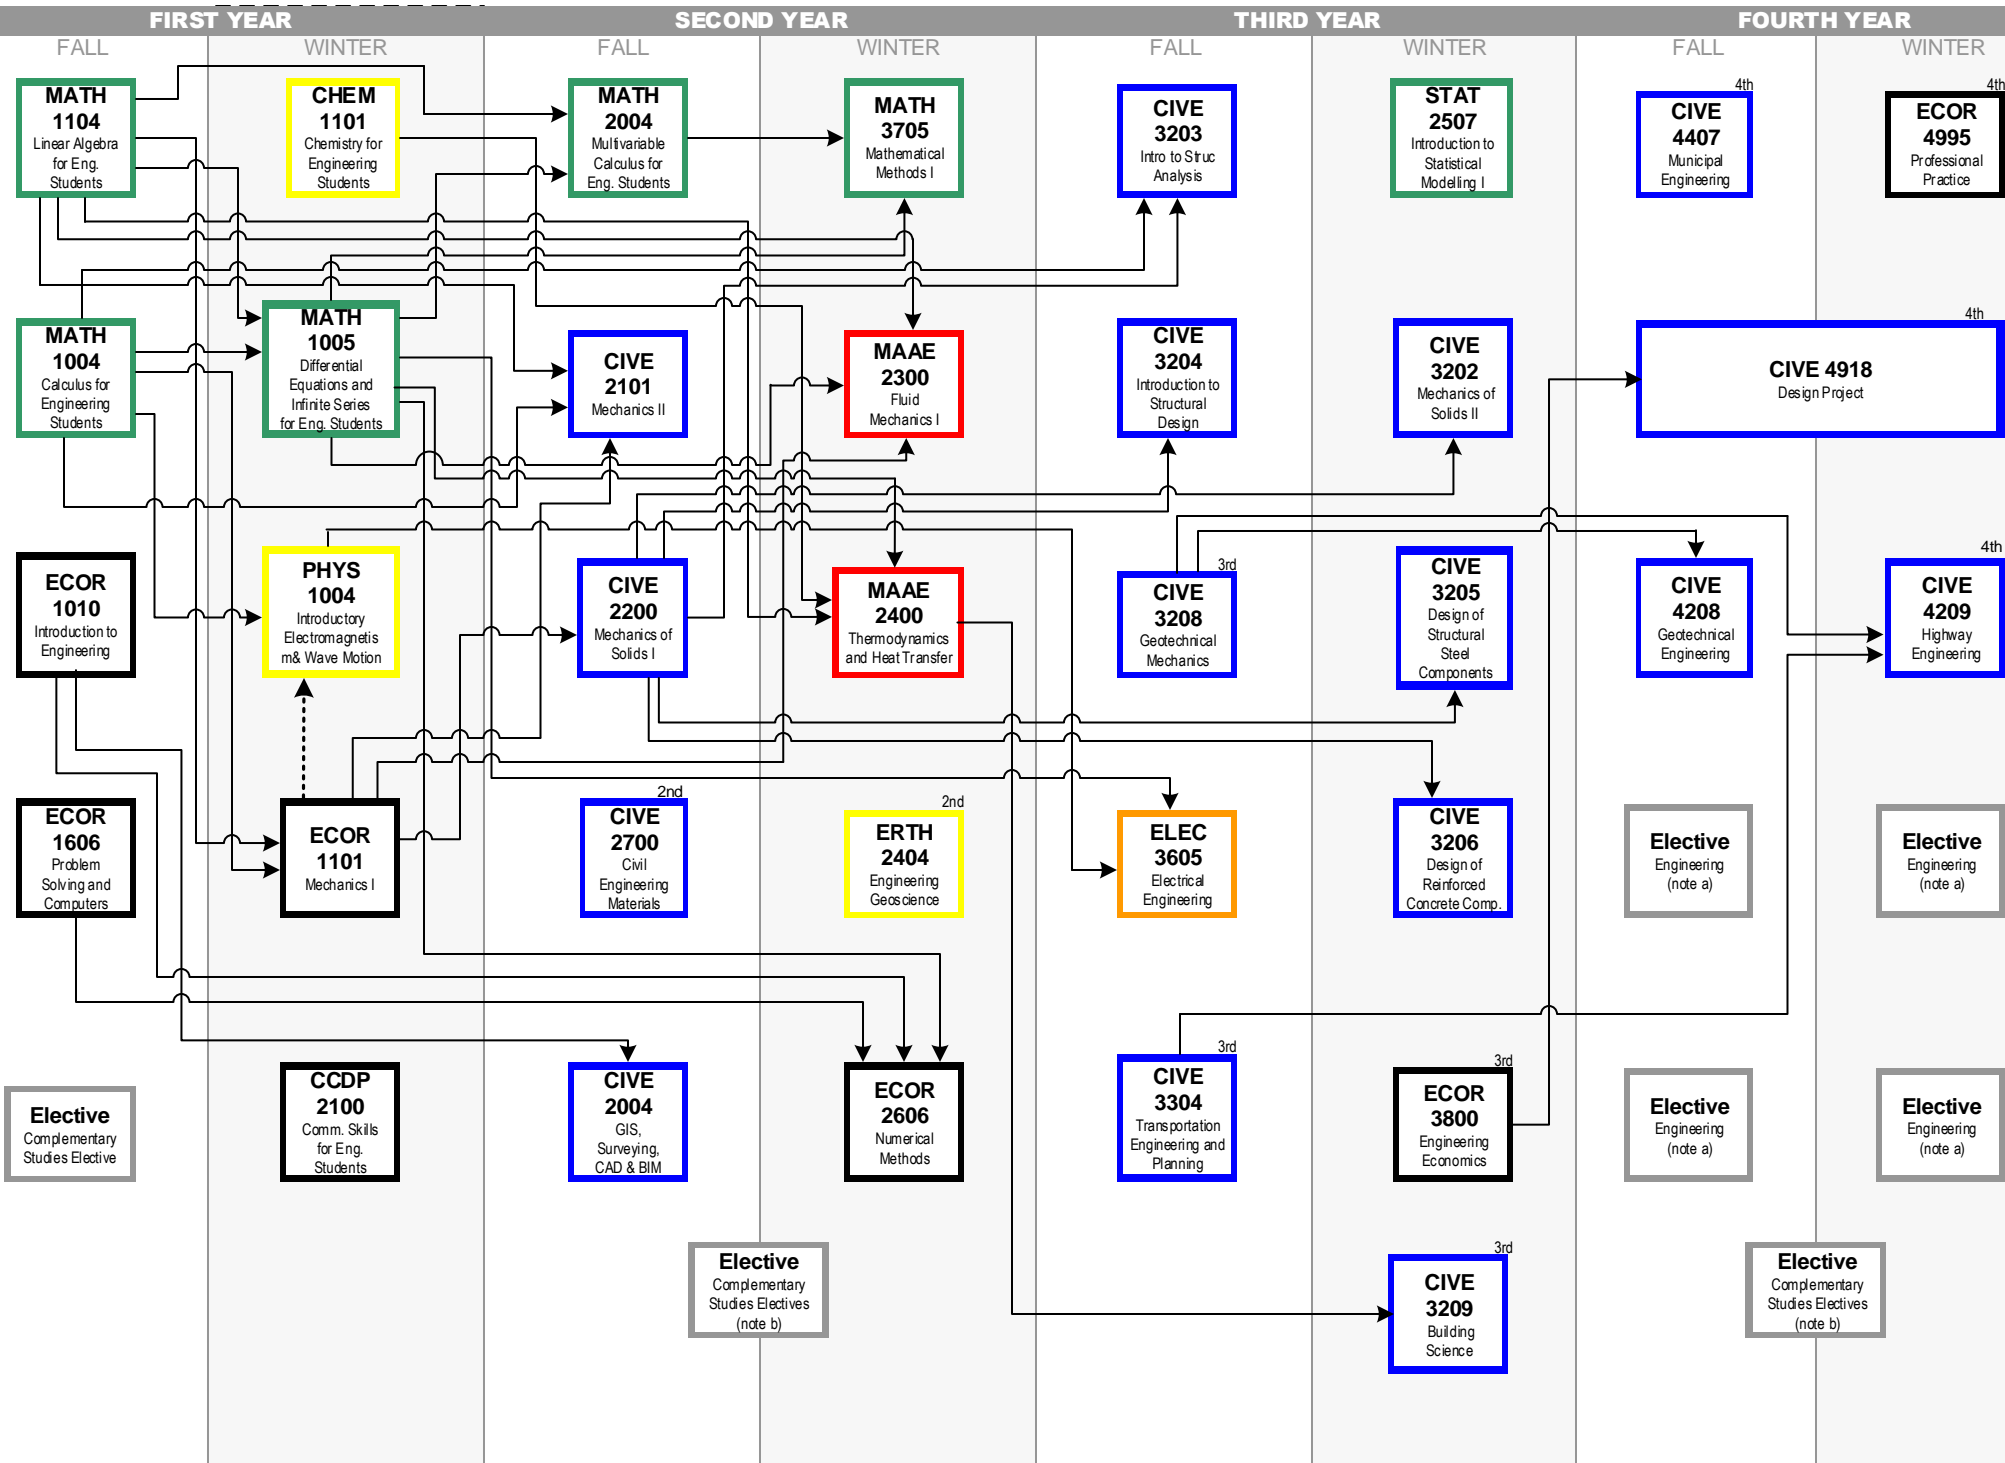 FIRST YEAR
SECOND YEAR
THIRD YEAR
FOURTH YEAR
FALL
WINTER
FALL
WINTER
FALL
WINTER
FALL
WINTER
MATH
1104
Linear Algebra
for Eng.
Students
CHEM
1101
Chemistry for
Engineering
Students
MATH
2004
Multivariable
Calculus for
Eng. Students
MATH
3705
Mathematical
Methods I
CIVE
3203
Intro to Struc
Analysis
STAT
2507
Introduction to
Statistical
Modelling I
4th
CIVE
4407
Municipal
Engineering
4th
ECOR
4995
Professional
Practice
MATH
1004
Calculus for
Engineering
Students
MATH
1005
Differential
Equations and
Infinite Series
for Eng. Students
CIVE
2101
Mechanics II
MAAE
2300
Fluid
Mechanics I
CIVE
3204
Introduction to
Structural
Design
CIVE
3202
Mechanics of
Solids II
4th
CIVE 4918
Design Project
ECOR
1010
Introduction to
Engineering
PHYS
1004
Introductory
Electromagnetis
m& Wave Motion
CIVE
2200
Mechanics of
Solids I
MAAE
2400
Thermodynamics
and Heat Transfer
3rd
CIVE
3208
Geotechnical
Mechanics
CIVE
3205
Design of
Structural
Steel
Components
CIVE
4208
Geotechnical
Engineering
4th
CIVE
4209
Highway
Engineering
ECOR
1606
Problem
Solving and
Computers
ECOR
1101
Mechanics I
2nd
CIVE
2700
Civil
Engineering
Materials
2nd
ERTH
2404
Engineering
Geoscience
ELEC
3605
Electrical
Engineering
CIVE
3206
Design of
Reinforced
Concrete Comp.
Elective
Engineering
(note a)
Elective
Engineering
(note a)
Elective
Complementary
Studies Elective
CCDP
2100
Comm. Skills
for Eng.
Students
CIVE
2004
GIS,
Surveying,
CAD & BIM
ECOR
2606
Numerical
Methods
3rd
CIVE
3304
Transportation
Engineering and
Planning
3rd
ECOR
3800
Engineering
Economics
Elective
Engineering
(note a)
Elective
Engineering
(note a)
Elective
Complementary
Studies Electives
(note b)
3rd
CIVE
3209
Building
Science
Elective
Complementary
Studies Electives
(note b)